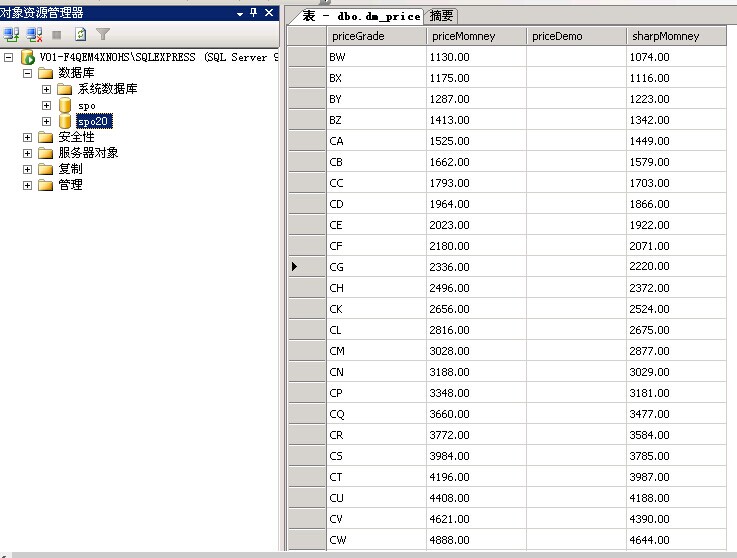 对象资源管理器
V01-F4QEM4XNOHS\SQLEXPRESS (SQL Server 9
数据库
系统数据库
spo
spo20
安全性
服务器对象
复制
管理
表 - dbo.dm_price 摘要
priceGrade priceMomney priceDemo sharpMomney
BW 1130.00 1074.00
BX 1175.00 1116.00
BY 1287.00 1223.00
BZ 1413.00 1342.00
CA 1525.00 1449.00
CB 1662.00 1579.00
CC 1793.00 1703.00
CD 1964.00 1866.00
CE 2023.00 1922.00
CF 2180.00 2071.00
CG 2336.00 2220.00
CH 2496.00 2372.00
CK 2656.00 2524.00
CL 2816.00 2675.00
CM 3028.00 2877.00
CN 3188.00 3029.00
CP 3348.00 3181.00
CQ 3660.00 3477.00
CR 3772.00 3584.00
CS 3984.00 3785.00
CT 4196.00 3987.00
CU 4408.00 4188.00
CV 4621.00 4390.00
CW 4888.00 4644.00